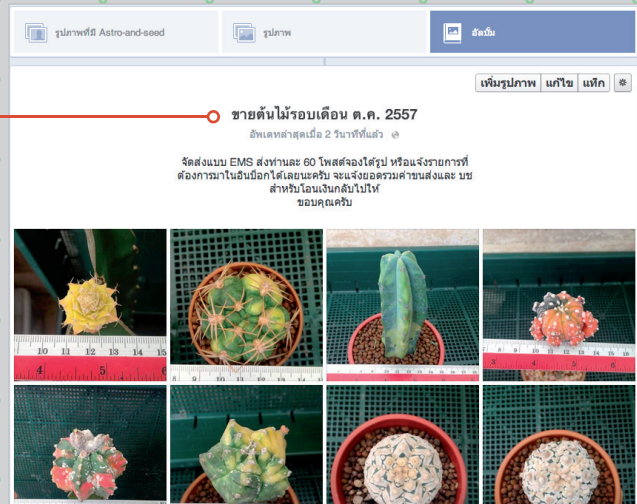 รูปภาพที่มี Astro-and-seed
รูปภาพ
อัลบั้ม
เพิ่มรูปภาพ แก้ไข แท็ก
ขายต้นไม้รอบเดือน ต.ค. 2557
อัพเดทล่าสุดเมื่อ 2 วินาทีที่แล้ว
จัดส่งแบบ EMS ส่งท่านละ 60 โพสต์จองใต้รูป หรือแจ้งรายการที่
ต้องการมาในอินบ็อกได้เลยนะครับ จะแจ้งยอดรวมค่าขนส่งและ บช
สำหรับโอนเงินกลับไปให้
ขอบคุณครับ
10 11 12 13 14 15
4 5 6